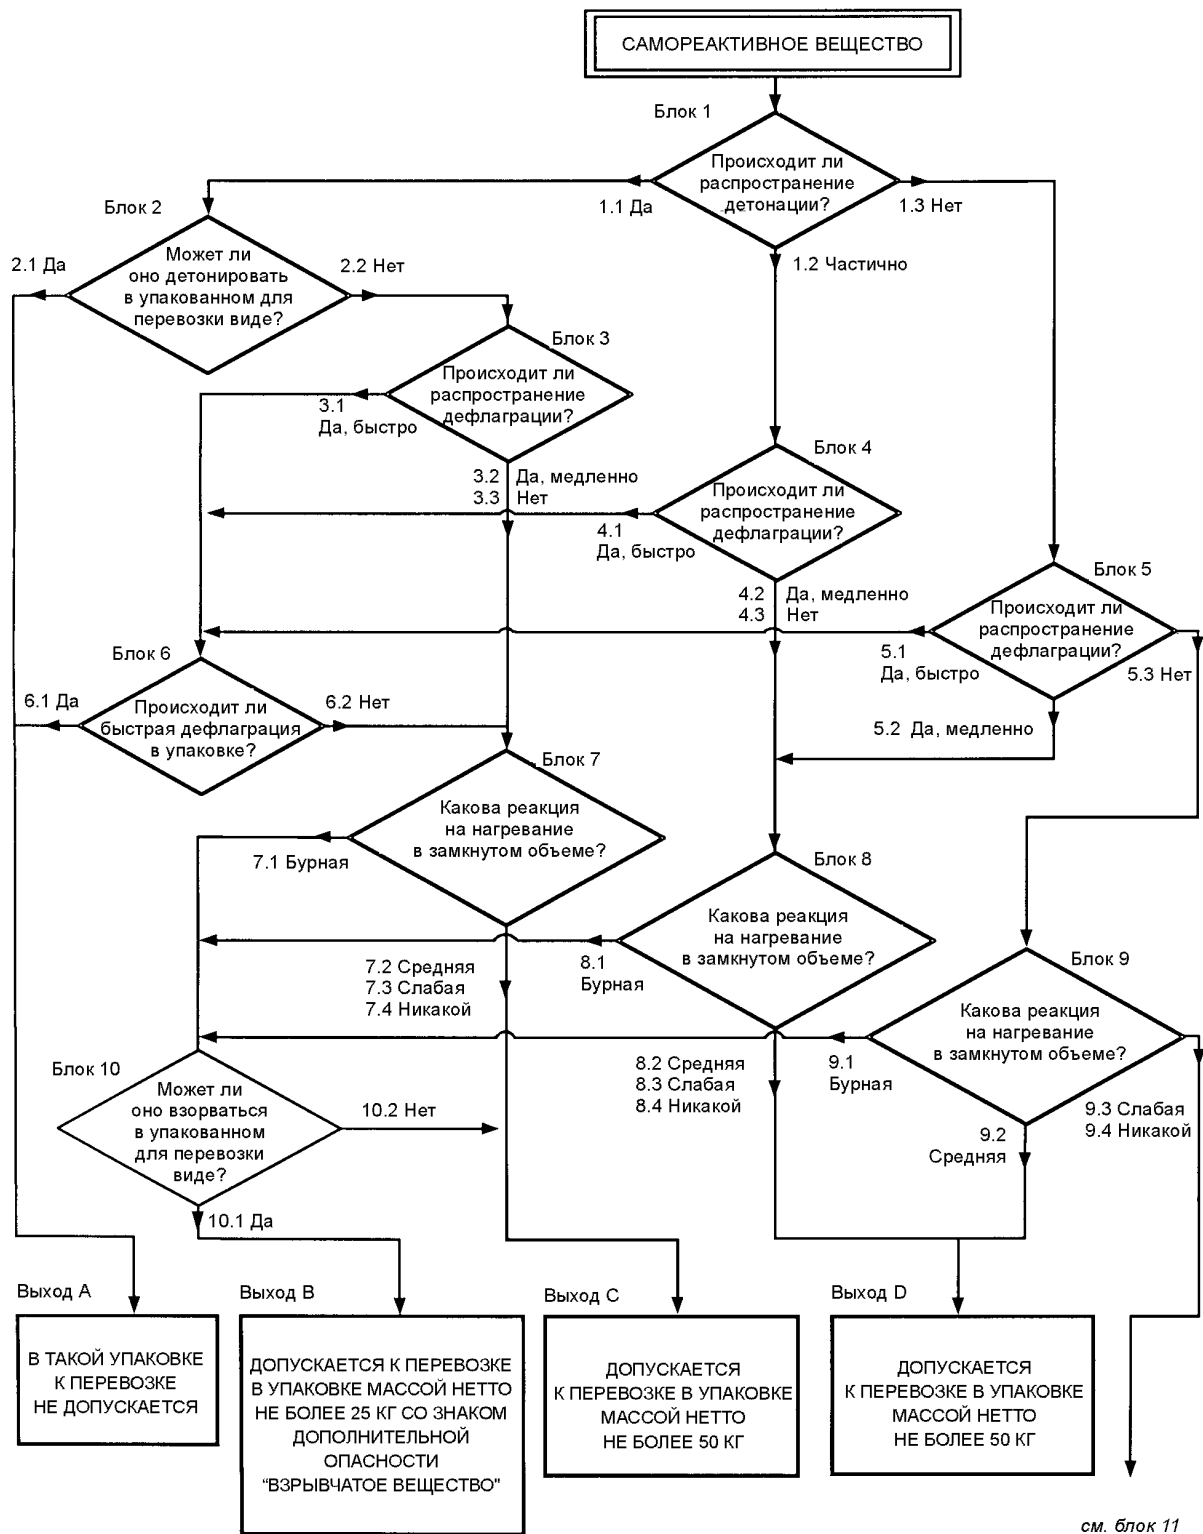 САМОРЕАКТИВНОЕ ВЕЩЕСТВО
Блок 1
Происходит ли
распространение
детонации?
1.1 Да
1.3 Нет
1.2 Частично
Блок 2
Может ли
оно детонировать
в упакованном для
перевозки виде?
2.1 Да
2.2 Нет
Блок 3
Происходит ли
распространение
дефлаграции?
3.1
Да, быстро
3.2 Да, медленно
3.3 Нет
Блок 4
Происходит ли
распространение
дефлаграции?
4.1
Да, быстро
4.2 Да, медленно
4.3 Нет
Блок 5
Происходит ли
распространение
дефлаграции?
5.1
Да, быстро
5.3 Нет
5.2 Да, медленно
Блок 6
Происходит ли
быстрая дефлаграция
в упаковке?
6.1 Да
6.2 Нет
Блок 7
Какова реакция
на нагревание
в замкнутом объеме?
7.1 Бурная
7.2 Средняя
7.3 Слабая
7.4 Никакой
Блок 8
Какова реакция
на нагревание
в замкнутом объеме?
8.1
Бурная
8.2 Средняя
8.3 Слабая
8.4 Никакой
Блок 9
Какова реакция
на нагревание
в замкнутом объеме?
9.1
Бурная
9.2
Средняя
9.3 Слабая
9.4 Никакой
Блок 10
Может ли
оно взорваться
в упакованном
для перевозки
виде?
10.2 Нет
10.1 Да
Выход A
В ТАКОЙ УПАКОВКЕ
К ПЕРЕВОЗКЕ
НЕ ДОПУСКАЕТСЯ
Выход B
ДОПУСКАЕТСЯ К ПЕРЕВОЗКЕ
В УПАКОВКЕ МАССОЙ НЕТТО
НЕ БОЛЕЕ 25 КГ СО ЗНАКОМ
ДОПОЛНИТЕЛЬНОЙ
ОПАСНОСТИ
“ВЗРЫВЧАТОЕ ВЕЩЕСТВО"
Выход C
ДОПУСКАЕТСЯ
К ПЕРЕВОЗКЕ В УПАКОВКЕ
МАССОЙ НЕТТО
НЕ БОЛЕЕ 50 КГ
Выход D
ДОПУСКАЕТСЯ
К ПЕРЕВОЗКЕ В УПАКОВКЕ
МАССОЙ НЕТТО
НЕ БОЛЕЕ 50 КГ
см. блок 11